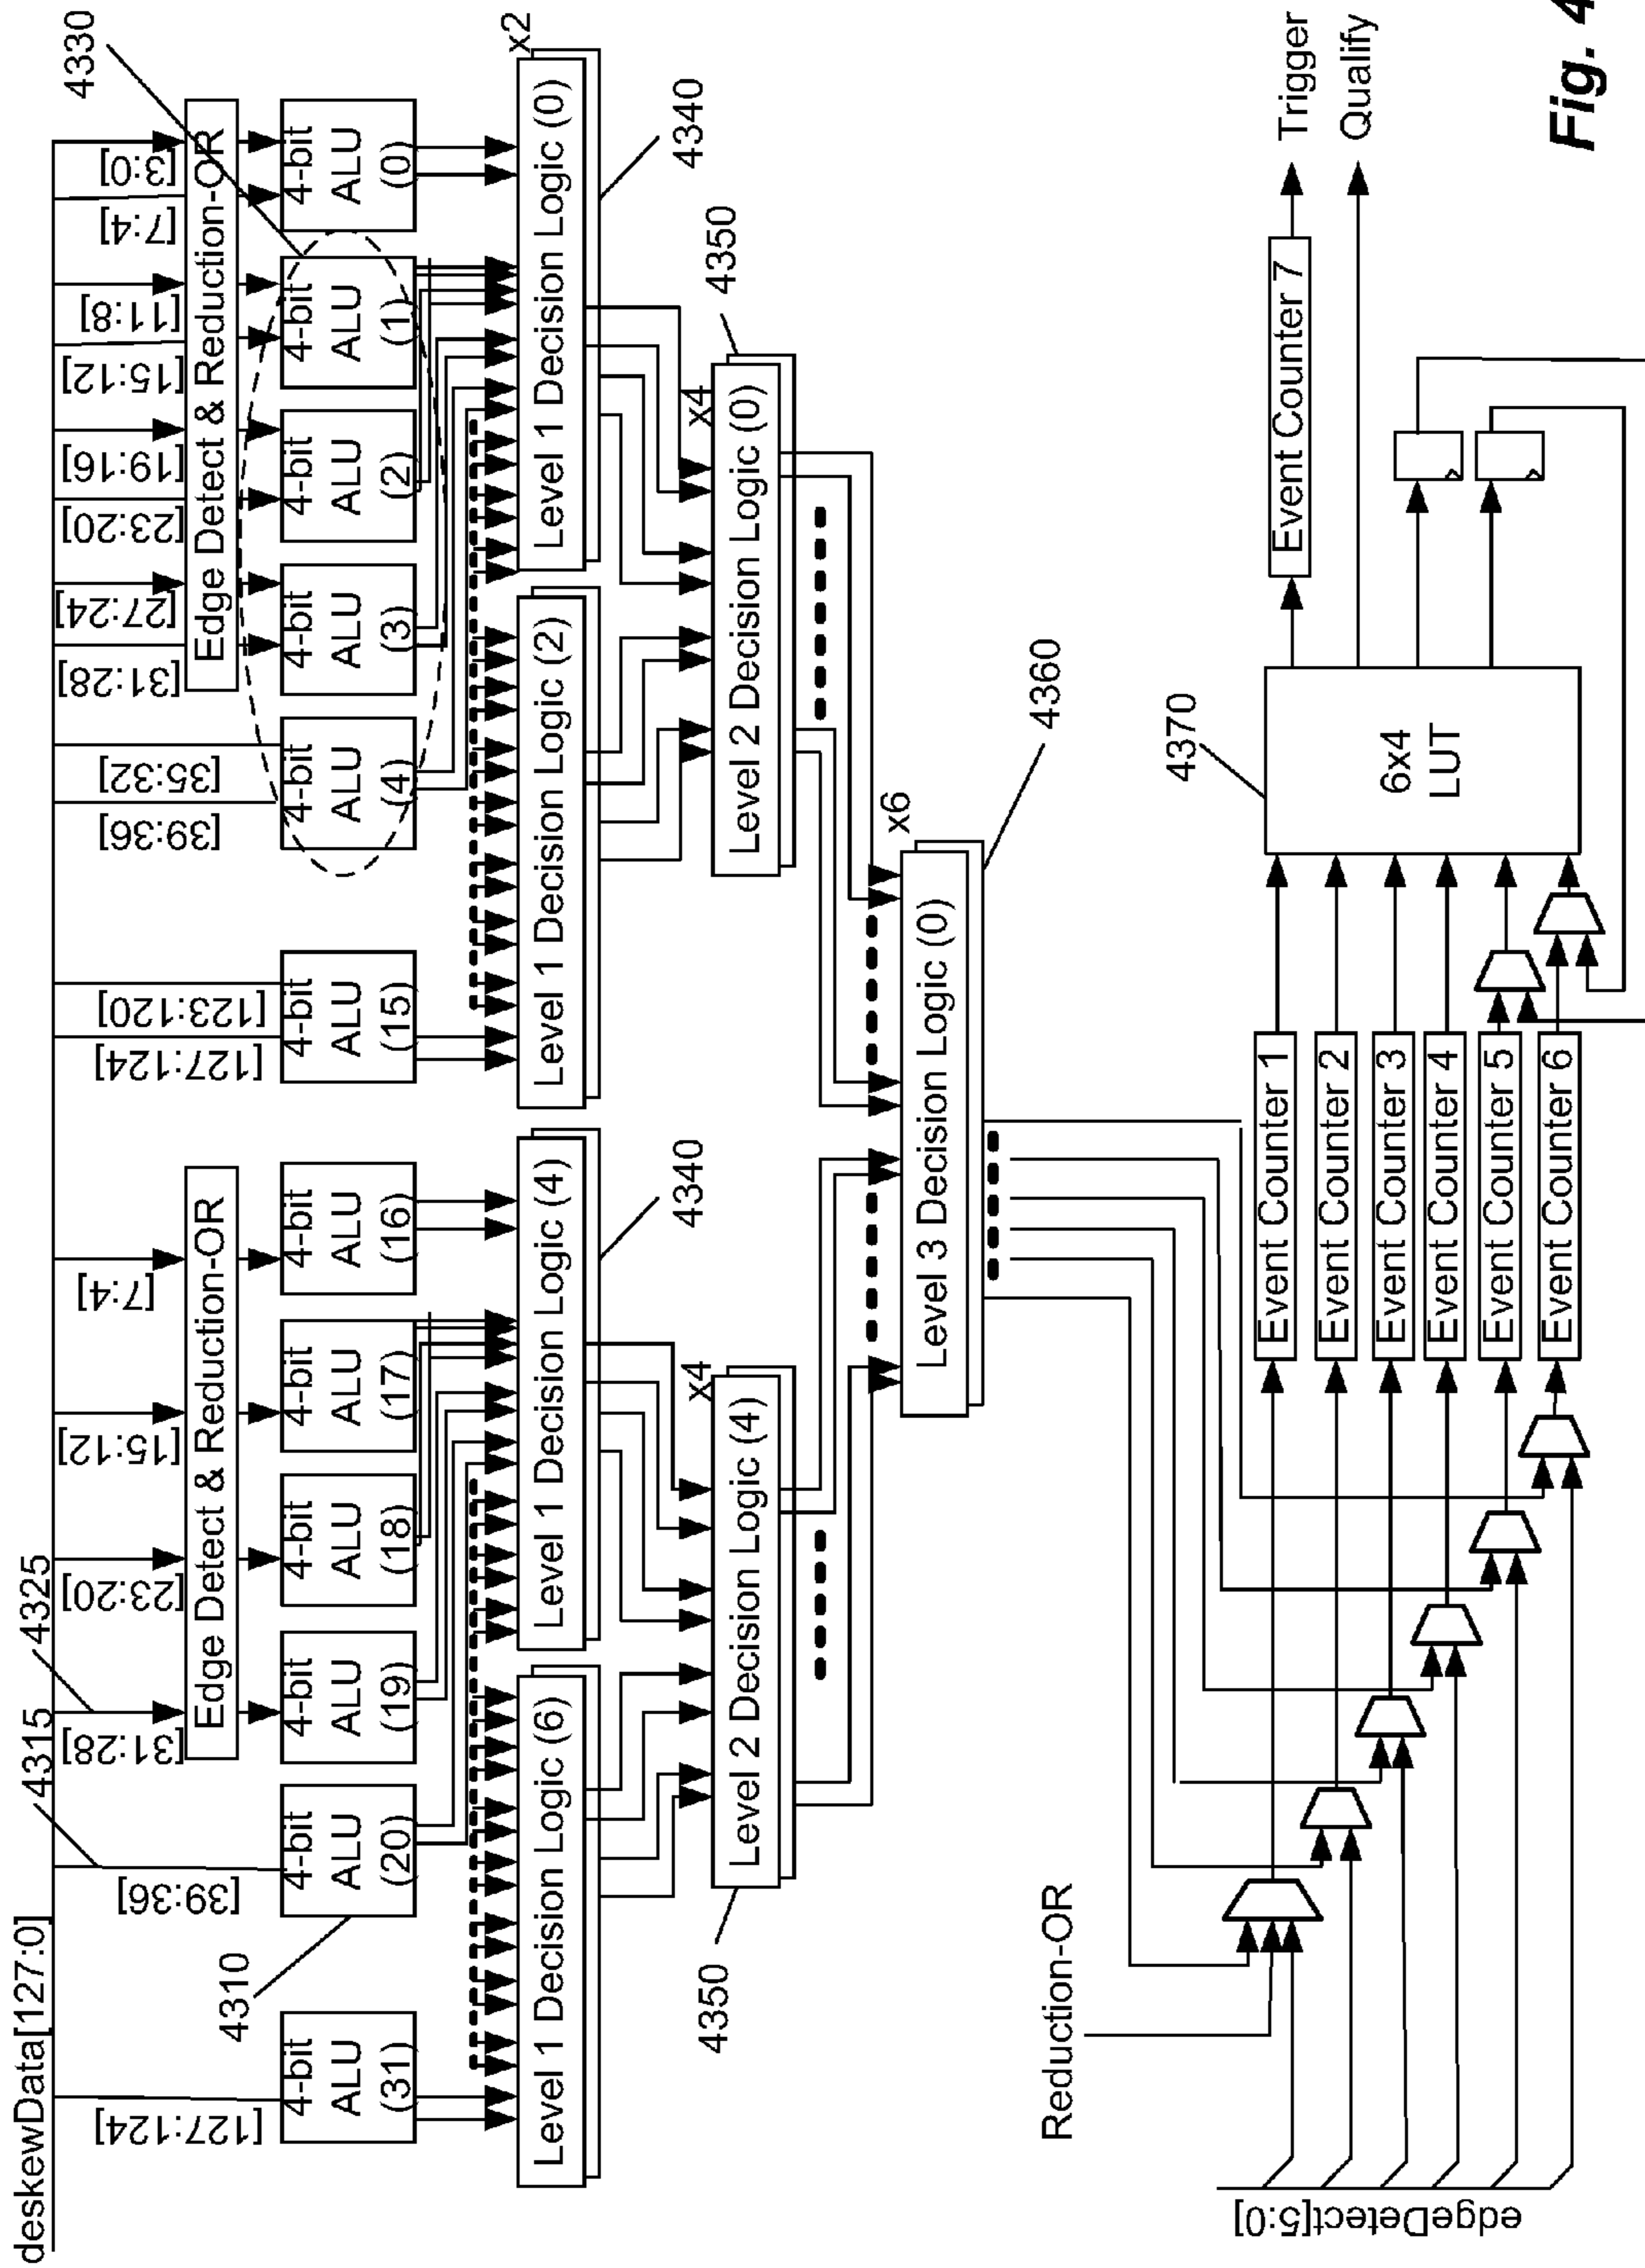 deskewData[127:0]
4315
4325
4330
[127:124]
[39:36]
[31:28]
[23:20]
[15:12]
[7:4]
[127:124]
[123:120]
[39:36]
[35:32]
[31:28]
[27:24]
[23:20]
[19:16]
[15:12]
[11:8]
[7:4]
[3:0]
Edge Detect & Reduction-OR
Edge Detect & Reduction-OR
4310
4-bit
ALU
(31)
4-bit
ALU
(20)
4-bit
ALU
(19)
4-bit
ALU
(18)
4-bit
ALU
(17)
4-bit
ALU
(16)
4-bit
ALU
(15)
4-bit
ALU
(4)
4-bit
ALU
(3)
4-bit
ALU
(2)
4-bit
ALU
(1)
4-bit
ALU
(0)
x2
Level 1 Decision Logic (6)
Level 1 Decision Logic (4)
Level 1 Decision Logic (2)
Level 1 Decision Logic (0)
4340
4340
4350
x4
x4
4350
Level 2 Decision Logic (4)
Level 2 Decision Logic (0)
x6
Level 3 Decision Logic (0)
4360
Reduction-OR
edgeDetect[5:0]
Event Counter 1
Event Counter 2
Event Counter 3
Event Counter 4
Event Counter 5
Event Counter 6
4370
6x4
LUT
Event Counter 7
Trigger
Qualify
Fig. 4